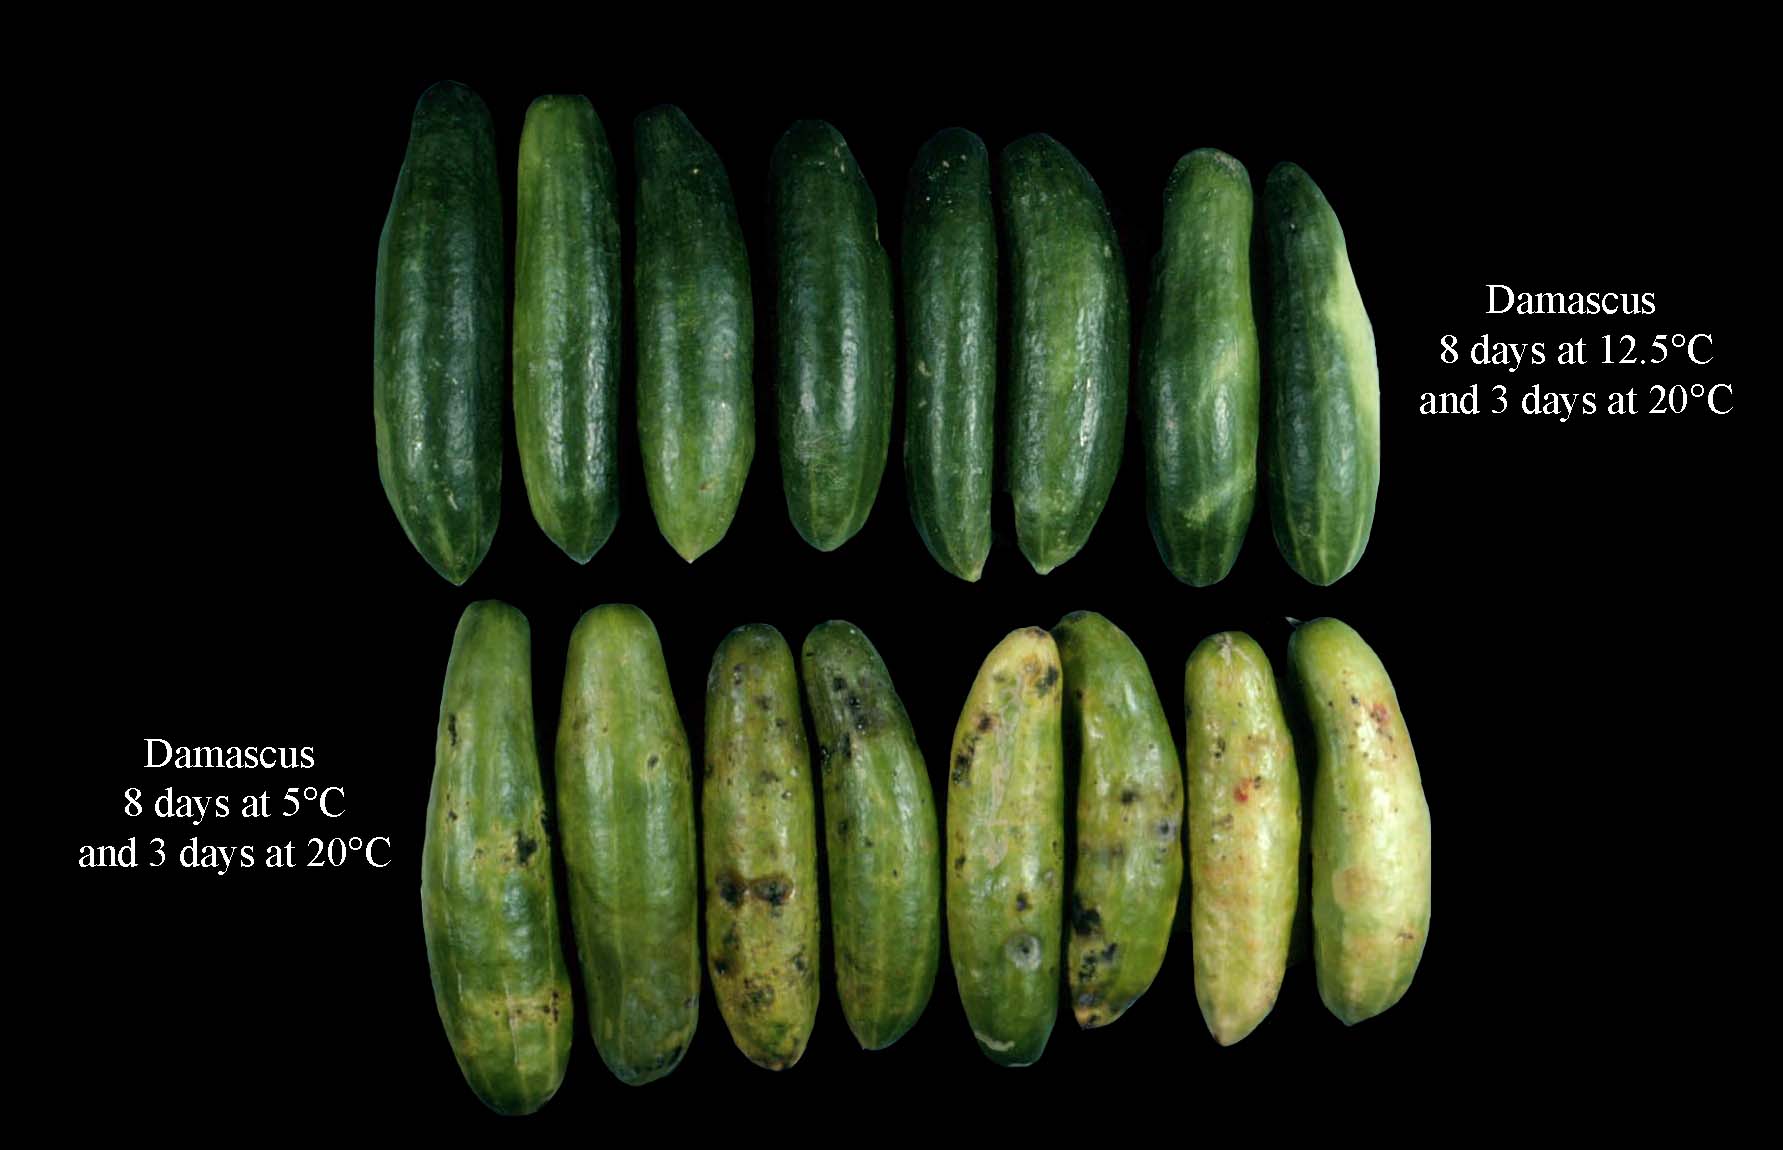 Damascus
8 days at 12.5°C
and 3 days at 20°C
Damascus
8 days at 5°C
and 3 days at 20°C